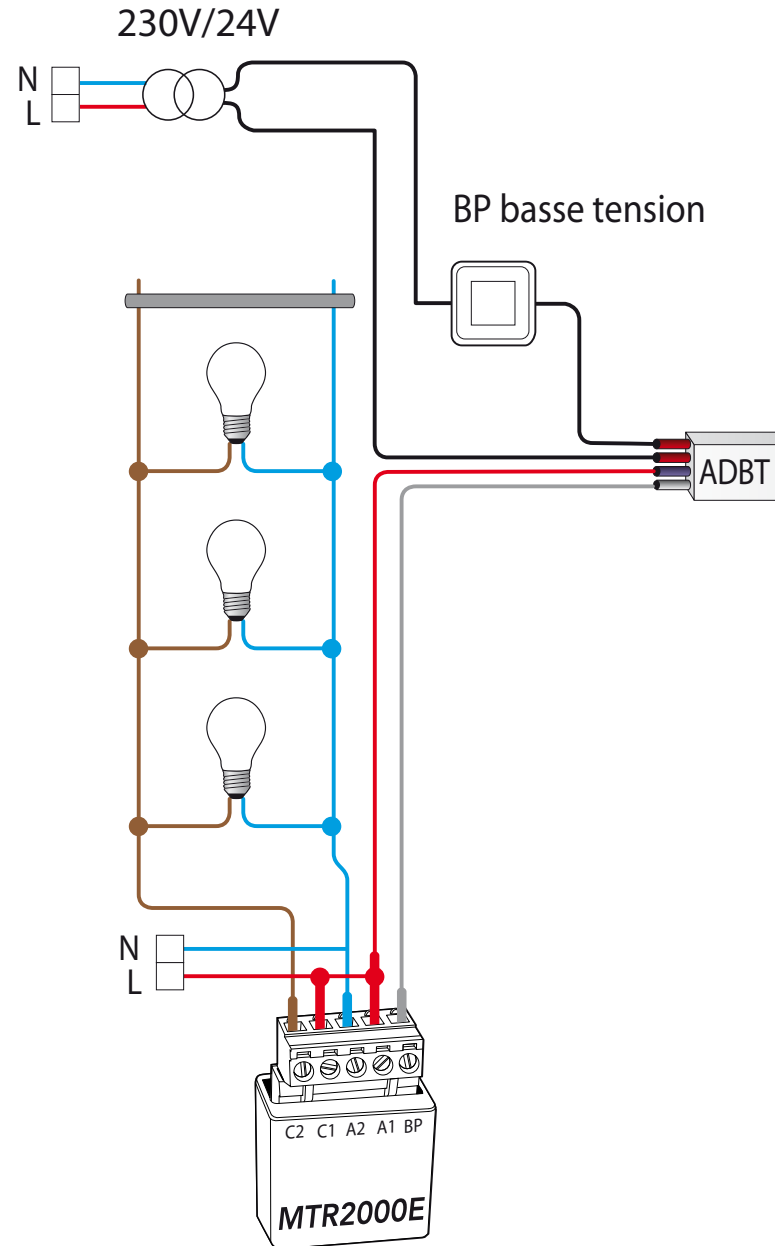 230V/24V
N
L
BP basse tension
ADBT
N
L
C2 C1 A2 A1 BP
MTR2000E